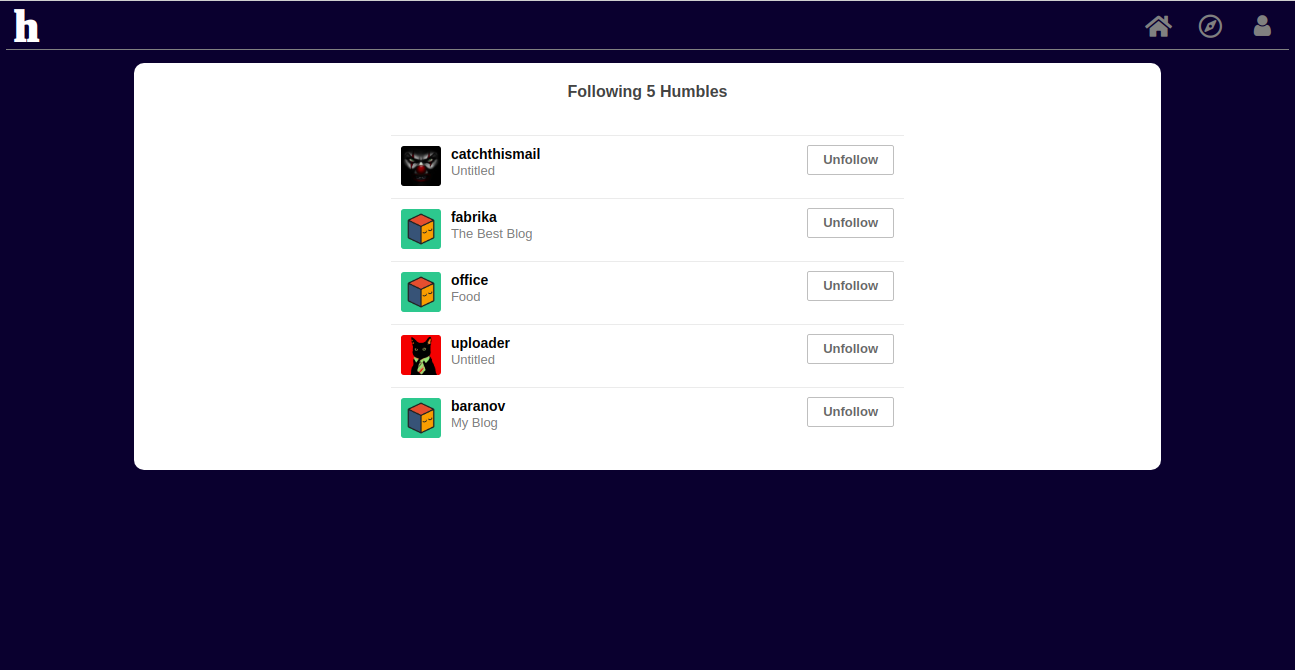 h
Following 5 Humbles
catchthismail
Untitled
Unfollow
fabrika
The Best Blog
Unfollow
office
Food
Unfollow
uploader
Untitled
Unfollow
baranov
My Blog
Unfollow